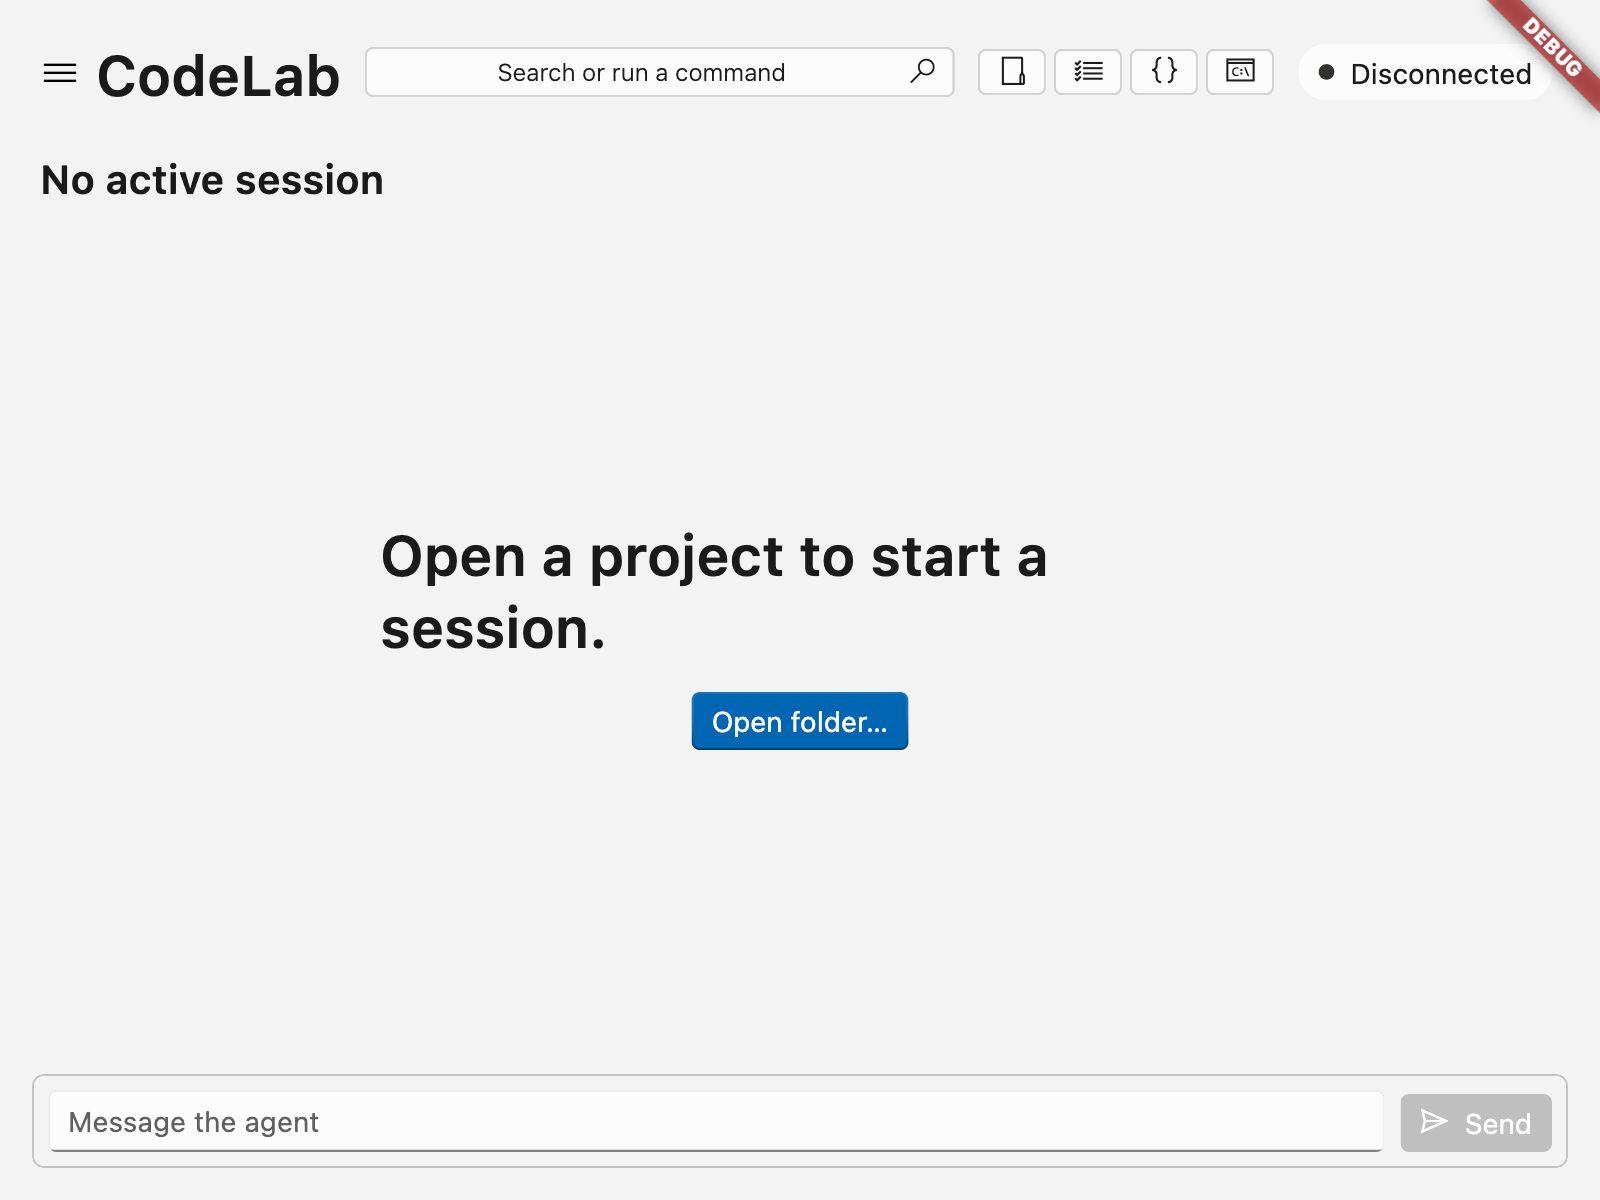 CodeLab
Search or run a command
C:\
Disconnected
DEBUG
No active session
Open a project to start a
session.
Open folder...
Message the agent
Send